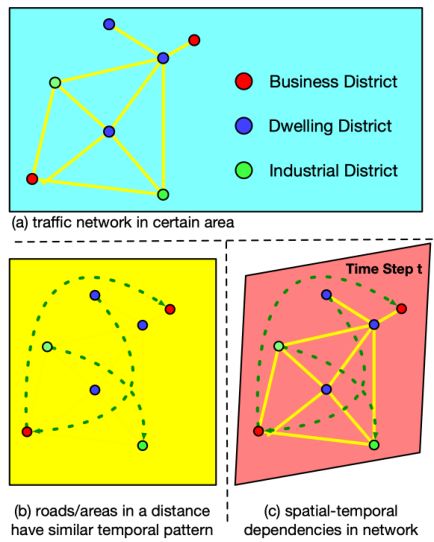 Business District
Dwelling District
Industrial District
(a) traffic network in certain area
Time Step t
(b) roads/areas in a distance
have similar temporal pattern
(c) spatial-temporal
dependencies in network